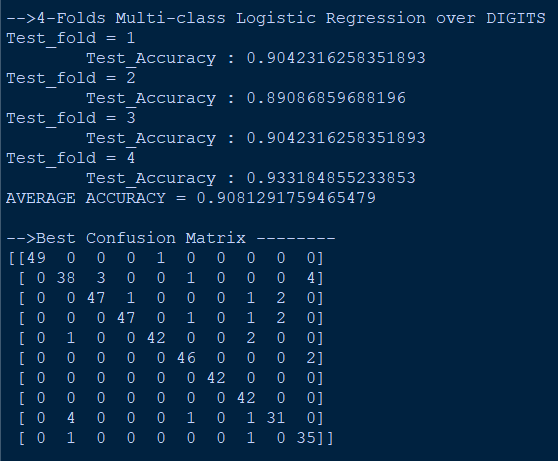 -->4-Folds Multi-class Logistic Regression over DIGITS
Test_fold = 1
        Test_Accuracy : 0.9042316258351893
Test_fold = 2
        Test_Accuracy : 0.89086859688196
Test_fold = 3
        Test_Accuracy : 0.9042316258351893
Test_fold = 4
        Test_Accuracy : 0.933184855233853
AVERAGE ACCURACY = 0.9081291759465479
-->Best Confusion Matrix --------
[[49  0  0  0  1  0  0  0  0  0]
 [ 0 38  3  0  0  1  0  0  0  4]
 [ 0  0 47  1  0  0  0  1  2  0]
 [ 0  0  0 47  0  1  0  1  2  0]
 [ 0  1  0  0 42  0  0  2  0  0]
 [ 0  0  0  0  0 46  0  0  0  2]
 [ 0  0  0  0  0  0 42  0  0  0]
 [ 0  0  0  0  0  0  0 42  0  0]
 [ 0  4  0  0  0  1  0  1 31  0]
 [ 0  1  0  0  0  0  0  1  0 35]]